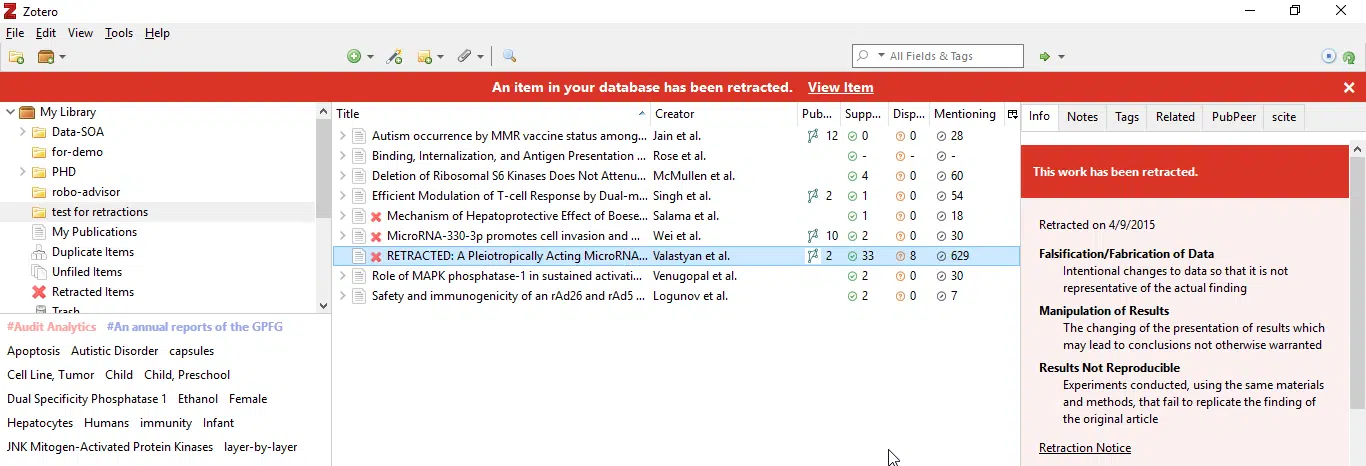 Zotero
File Edit View Tools Help
All Fields & Tags
An item in your database has been retracted. View Item
My Library
Data-SOA
for-demo
PHD
robo-advisor
test for retractions
My Publications
Duplicate Items
Unfiled Items
Retracted Items
Trash
#Audit Analytics #An annual reports of the GPFG
Apoptosis Autistic Disorder capsules
Cell Line, Tumor Child Child, Preschool
Dual Specificity Phosphatase 1 Ethanol Female
Hepatocytes Humans immunity Infant
JNK Mitogen-Activated Protein Kinases layer-by-layer
Title Creator Pub... Supp... Disp... Mentioning
Autism occurrence by MMR vaccine status among... Jain et al. 12 0 0 28
Binding, Internalization, and Antigen Presentation ... Rose et al. - - -
Deletion of Ribosomal S6 Kinases Does Not Attenu... McMullen et al. 4 0 60
Efficient Modulation of T-cell Response by Dual-m... Singh et al. 2 1 0 54
Mechanism of Hepatoprotective Effect of Boese... Salama et al. 1 0 18
MicroRNA-330-3p promotes cell invasion and ... Wei et al. 10 2 0 30
RETRACTED: A Pleiotropically Acting MicroRNA... Valastyan et al. 2 33 8 629
Role of MAPK phosphatase-1 in sustained activati... Venugopal et al. 2 0 30
Safety and immunogenicity of an rAd26 and rAd5 ... Logunov et al. 2 0 7
Info Notes Tags Related PubPeer scite
This work has been retracted.
Retracted on 4/9/2015
Falsification/Fabrication of Data
Intentional changes to data so that it is not
representative of the actual finding
Manipulation of Results
The changing of the presentation of results which
may lead to conclusions not otherwise warranted
Results Not Reproducible
Experiments conducted, using the same materials
and methods, that fail to replicate the finding of
the original article
Retraction Notice